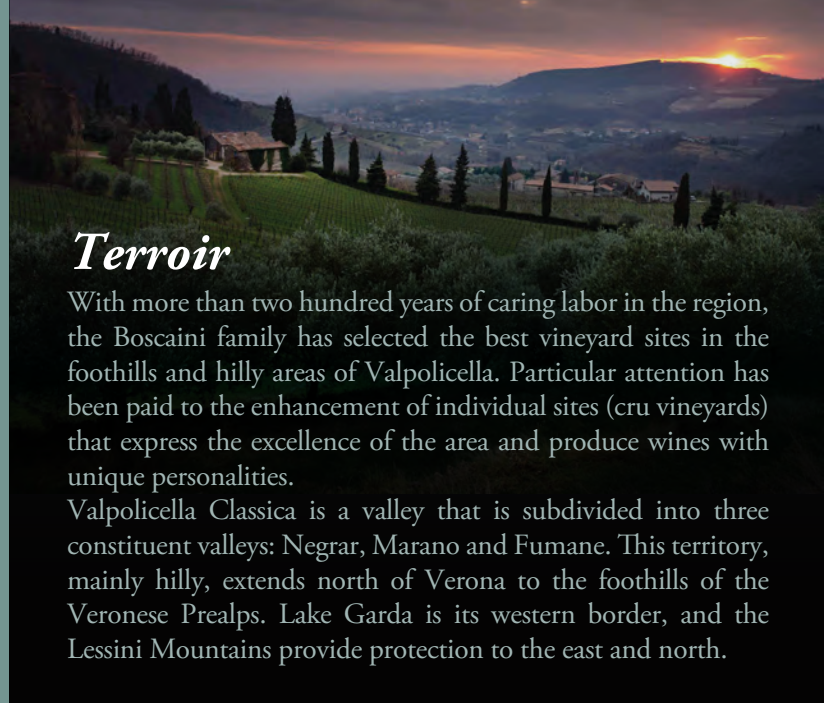 Terroir
With more than two hundred years of caring labor in the region,
the Boscaini family has selected the best vineyard sites in the
foothills and hilly areas of Valpolicella. Particular attention has
been paid to the enhancement of individual sites (cru vineyards)
that express the excellence of the area and produce wines with
unique personalities.
Valpolicella Classica is a valley that is subdivided into three
constituent valleys: Negrar, Marano and Fumane. This territory,
mainly hilly, extends north of Verona to the foothills of the
Veronese Prealps. Lake Garda is its western border, and the
Lessini Mountains provide protection to the east and north.